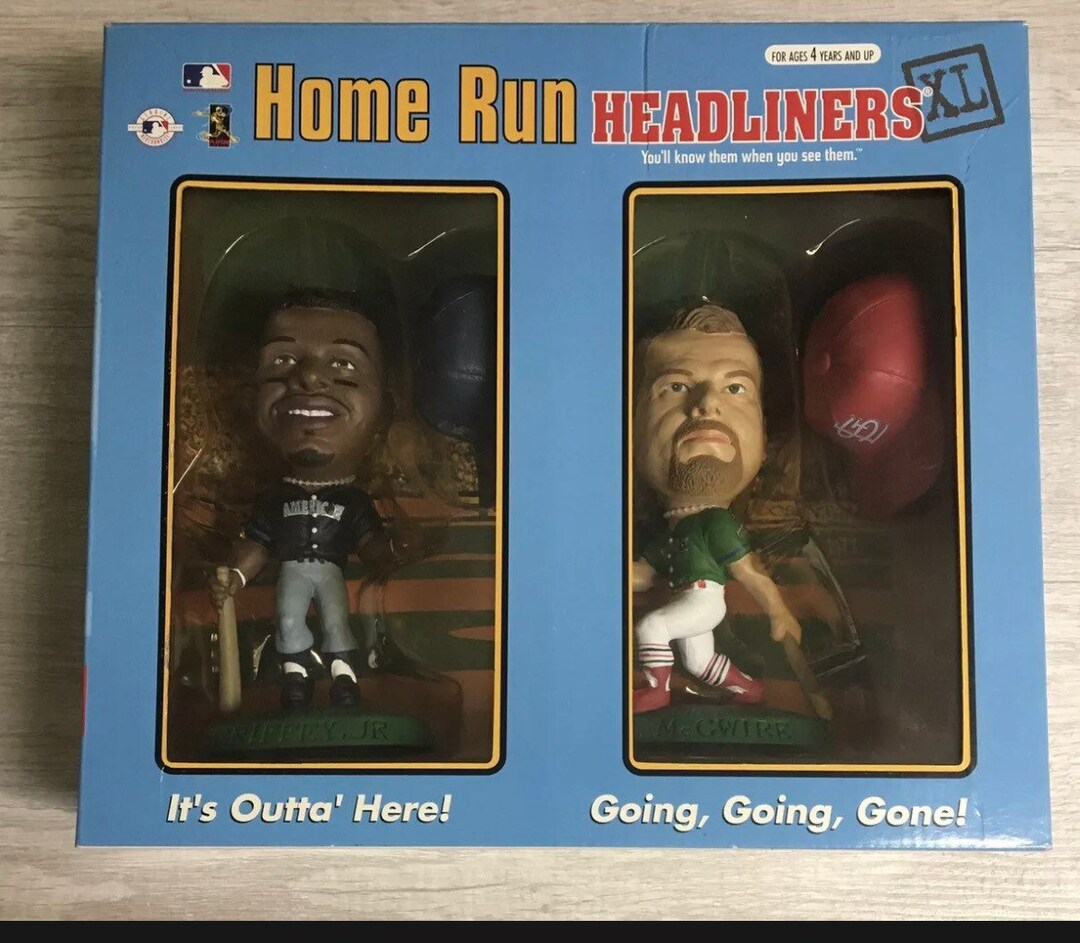 FOR AGES 4 YEARS AND UP
Home Run HEADLINERS® XL
You'll know them when you see them.™
AMERICAN
STL
GRIFFEY, JR
McGWIRE
It's Outta' Here!
Going, Going, Gone!